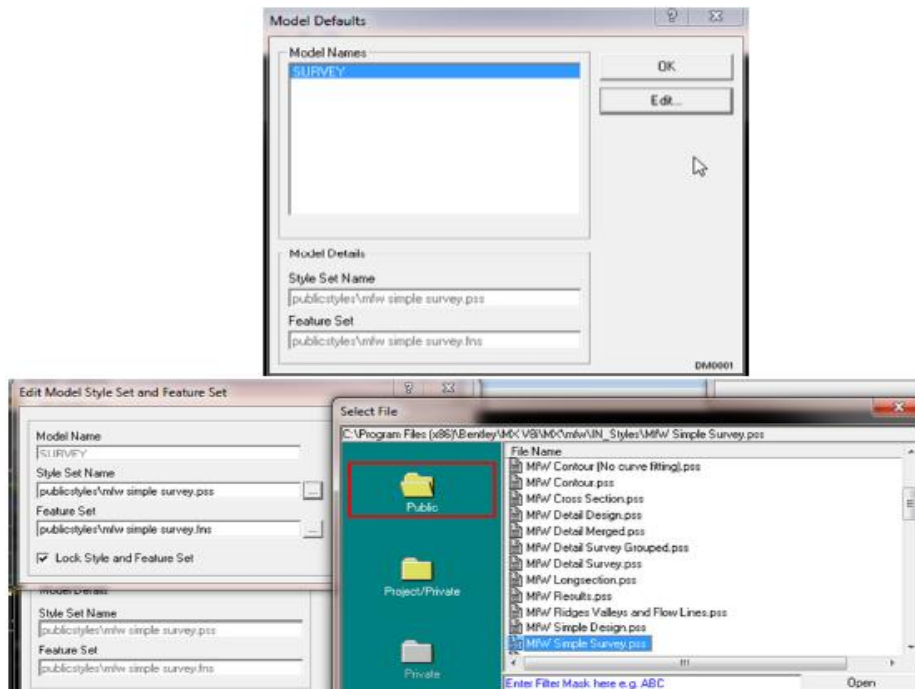 Model Defaults
Model Names
SURVEY
OK
Edit...
Model Details
Style Set Name
publicstyles\mfw simple survey.pss
Feature Set
publicstyles\mfw simple survey.fns
DM0001
Edit Model Style Set and Feature Set
Model Name
SURVEY
Style Set Name
publicstyles\mfw simple survey.pss
...
Feature Set
publicstyles\mfw simple survey.fns
...
Lock Style and Feature Set
Model Details
Style Set Name
publicstyles\mfw simple survey.pss
Feature Set
publicstyles\mfw simple survey.fns
Select File
C:\Program Files (x86)\Bentley\MX V8i\MX\mfw\IN_Styles\MfW Simple Survey.pss
Public
Project/Private
Private
File Name
MfW Contour (No curve fitting).pss
MfW Contour.pss
MfW Cross Section.pss
MfW Detail Design.pss
MfW Detail Merged.pss
MfW Detail Survey Grouped.pss
MfW Detail Survey.pss
MfW Longsection.pss
MfW Results.pss
MfW Ridges Valleys and Flow Lines.pss
MfW Simple Design.pss
MfW Simple Survey.pss
Enter Filter Mask here e.g. ABC
Open